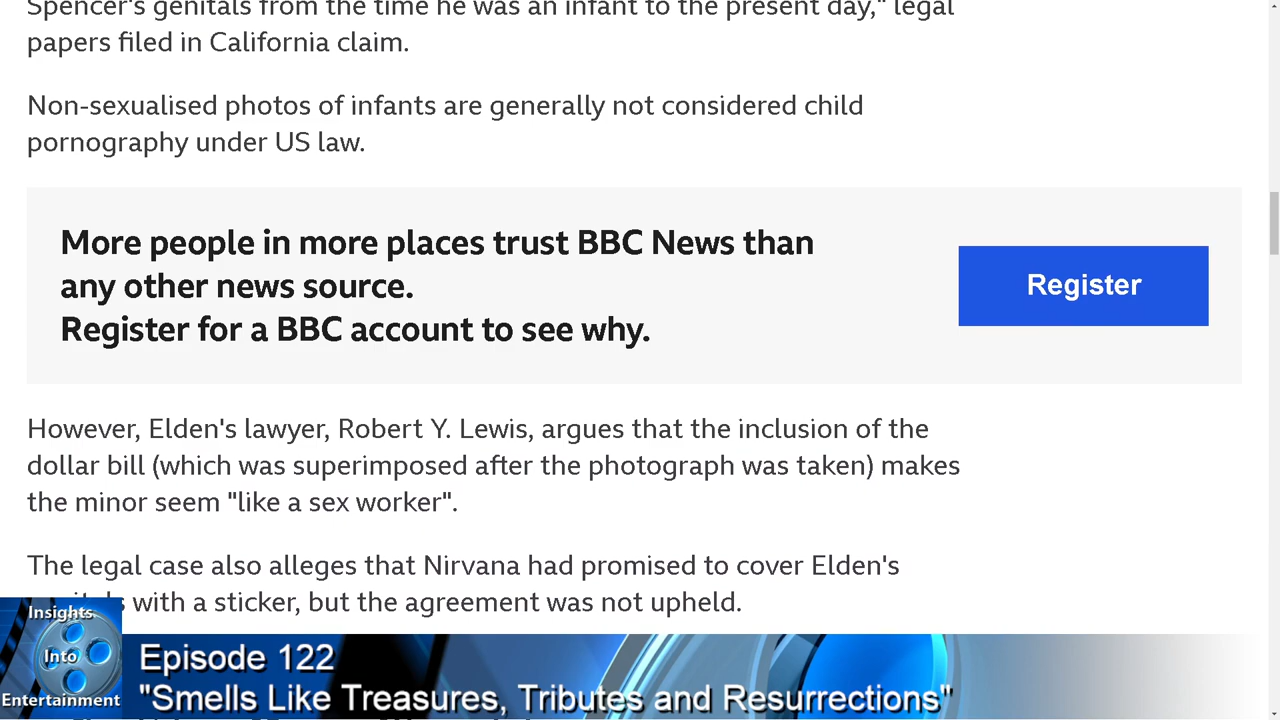 Spencer's genitals from the time he was an infant to the present day," legal
papers filed in California claim.
Non-sexualised photos of infants are generally not considered child
pornography under US law.
More people in more places trust BBC News than
any other news source.
Register for a BBC account to see why.
Register
However, Elden's lawyer, Robert Y. Lewis, argues that the inclusion of the
dollar bill (which was superimposed after the photograph was taken) makes
the minor seem "like a sex worker".
The legal case also alleges that Nirvana had promised to cover Elden's
with a sticker, but the agreement was not upheld.
Insights
Into
Entertainment
Episode 122
"Smells Like Treasures, Tributes and Resurrections"